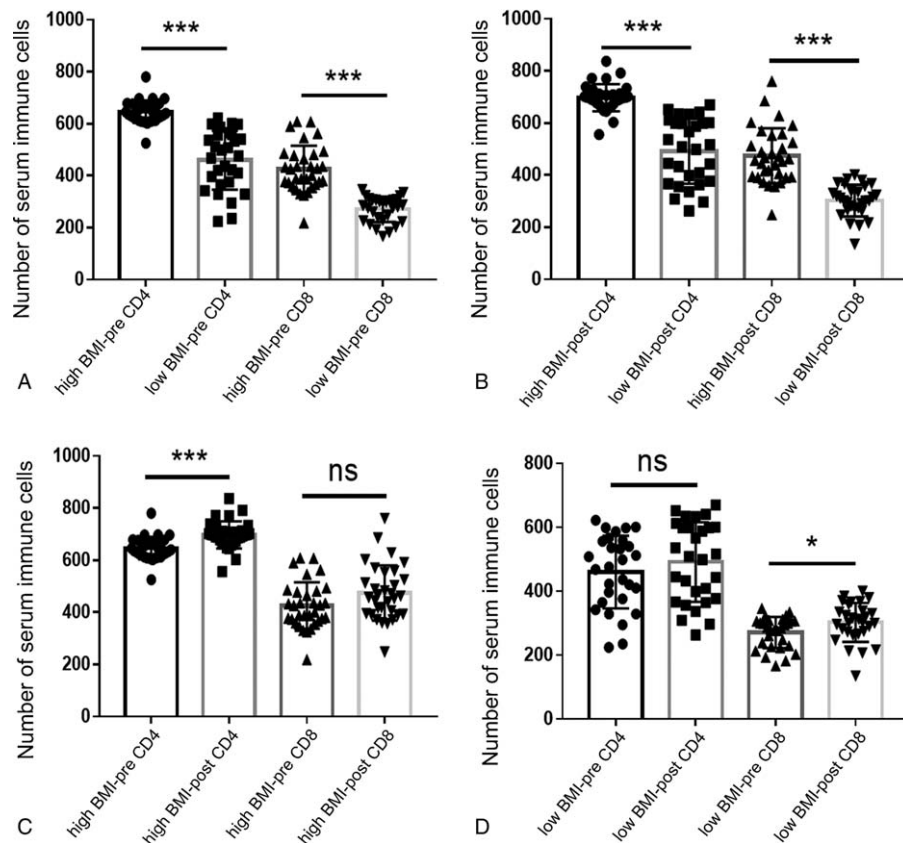 Number of serum immune cells
1000
800
600
400
200
0
***
***
high BMI-pre CD4
low BMI-pre CD4
high BMI-pre CD8
low BMI-pre CD8
A
Number of serum immune cells
1000
800
600
400
200
0
***
***
high BMI-post CD4
low BMI-post CD4
high BMI-post CD8
low BMI-post CD8
B
Number of serum immune cells
1000
800
600
400
200
0
***
ns
high BMI-pre CD4
high BMI-post CD4
high BMI-pre CD8
high BMI-post CD8
C
Number of serum immune cells
800
600
400
200
0
ns
*
low BMI-pre CD4
low BMI-post CD4
low BMI-pre CD8
low BMI-post CD8
D